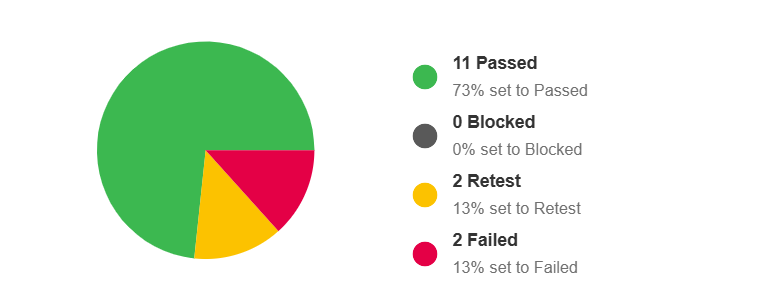 11 Passed
73% set to Passed
0 Blocked
0% set to Blocked
2 Retest
13% set to Retest
2 Failed
13% set to Failed